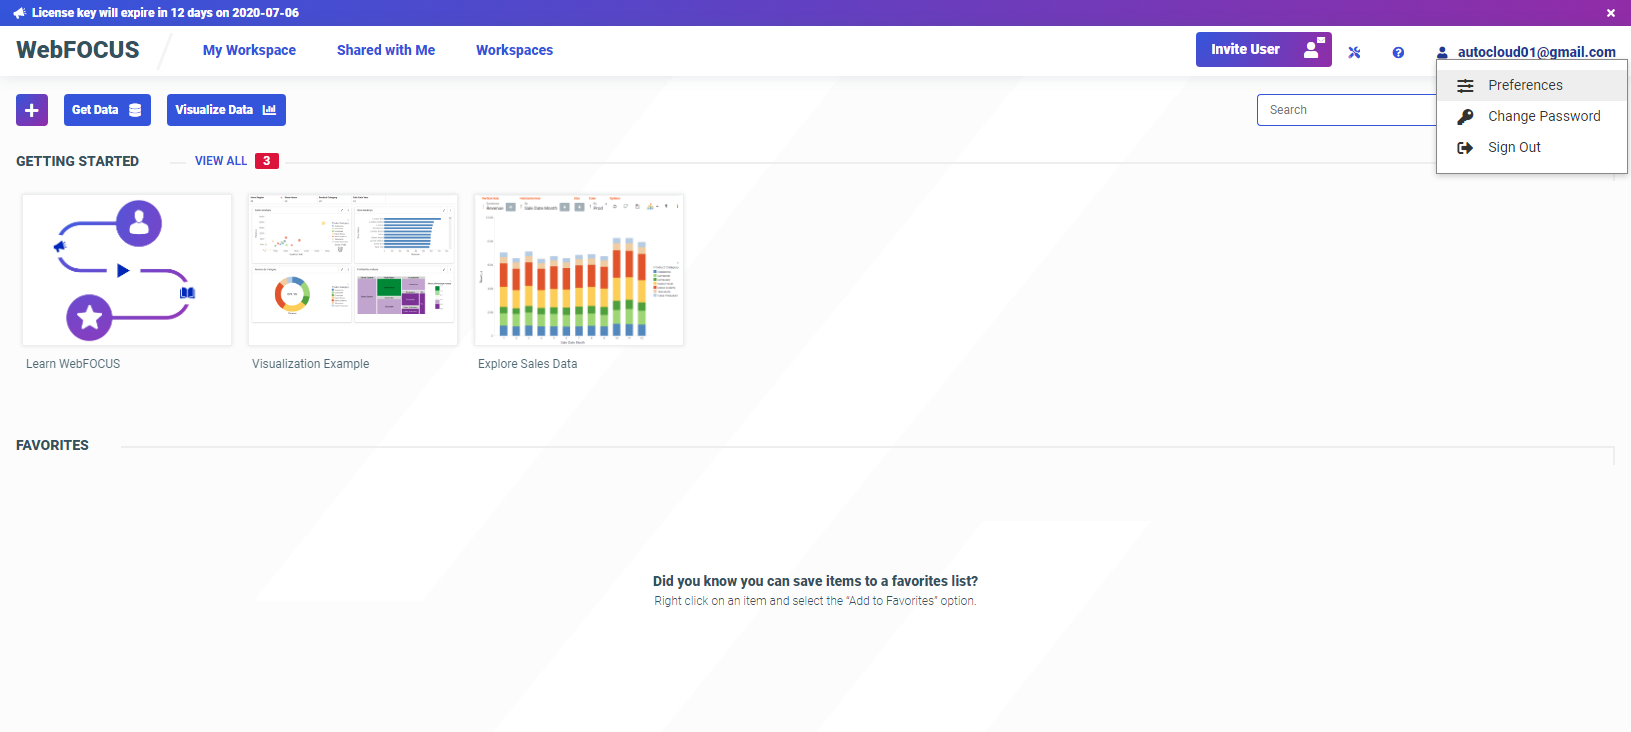 License key will expire in 12 days on 2020-07-06
WebFOCUS
My Workspace
Shared with Me
Workspaces
Invite User
autocloud01@gmail.com
Preferences
Change Password
Sign Out
Get Data
Visualize Data
Search
GETTING STARTED
VIEW ALL 3
Learn WebFOCUS
Visualization Example
Explore Sales Data
FAVORITES
Did you know you can save items to a favorites list?
Right click on an item and select the “Add to Favorites” option.